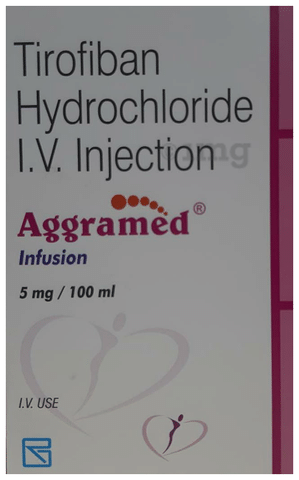 Tirofiban
Hydrochloride
I.V. Injection
Aggramed®
Infusion
5 mg / 100 ml
I.V. USE